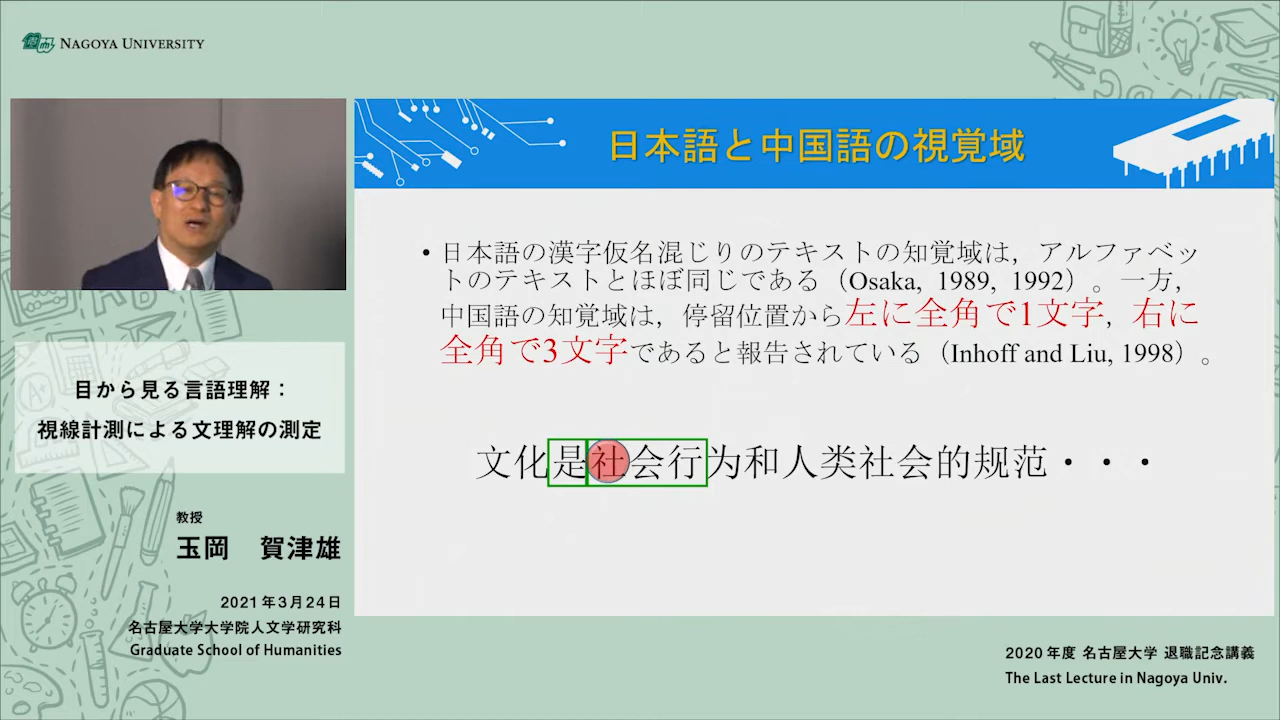 NAGOYA UNIVERSITY
日本語と中国語の視覚域
• 日本語の漢字仮名混じりのテキストの知覚域は，アルファベッ
トのテキストとほぼ同じである（Osaka, 1989, 1992）。一方，
中国語の知覚域は，停留位置から左に全角で1文字，右に
全角で3文字であると報告されている（Inhoff and Liu, 1998）。
文化是社会行为和人类社会的规范・・・
目から見る言語理解：
視線計測による文理解の測定
教授
玉岡　賀津雄
2021年3月24日
名古屋大学大学院人文学研究科
Graduate School of Humanities
2020年度 名古屋大学 退職記念講義
The Last Lecture in Nagoya Univ.